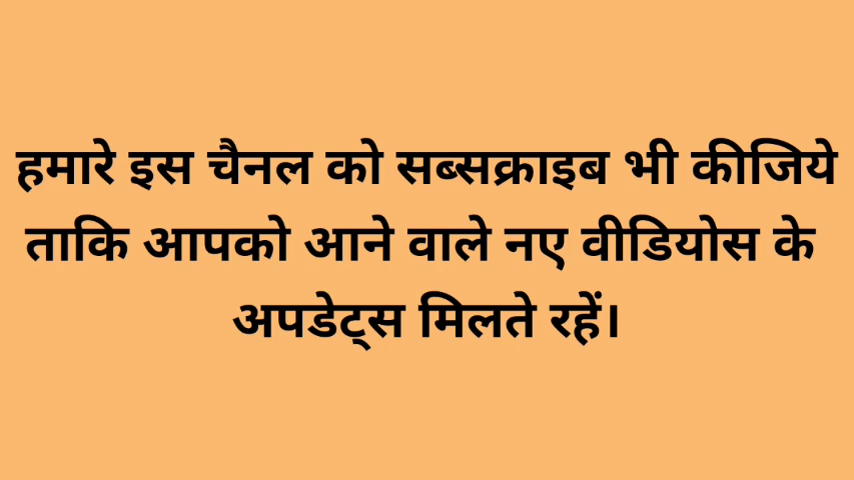 हमारे इस चैनल को सब्सक्राइब भी कीजिये
ताकि आपको आने वाले नए वीडियोस के
अपडेट्स मिलते रहें।